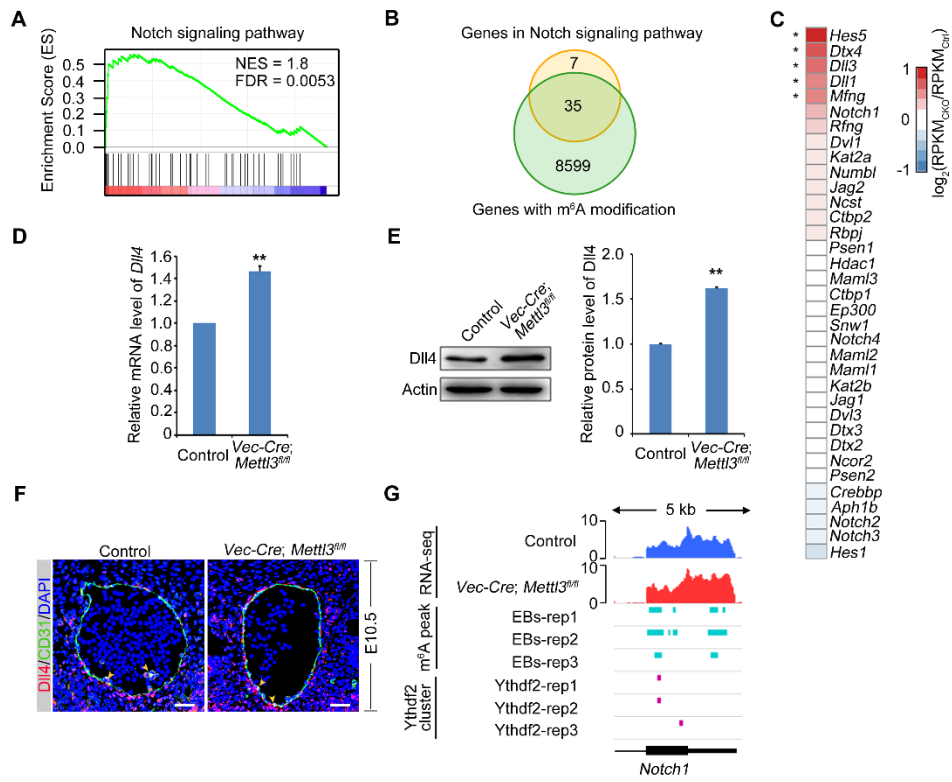 A
Notch signaling pathway
Enrichment Score (ES)
0.5
0.4
0.3
0.2
0.1
0.0
NES = 1.8
FDR = 0.0053
B
Genes in Notch signaling pathway
7
35
8599
Genes with m⁶A modification
C
* Hes5
* Dtx4
* Dll3
* Dll1
* Mfng
Notch1
Rfng
Dvl1
Kat2a
Numbl
Jag2
Ncst
Ctbp2
Rbpj
Psen1
Hdac1
Maml3
Ctbp1
Ep300
Snw1
Notch4
Maml2
Maml1
Kat2b
Jag1
Dvl3
Dtx3
Dtx2
Ncor2
Psen2
Crebbp
Aph1b
Notch2
Notch3
Hes1
1
0
-1
log₂(RPKM_CKO/RPKM_Ctrl)
D
Relative mRNA level of Dll4
1.6
1.4
1.2
1.0
0.8
0.6
0.4
0.2
0
**
Control
Vec-Cre;
Mettl3fl/fl
E
Control
Vec-Cre;
Mettl3fl/fl
Dll4
Actin
Relative protein level of Dll4
2.0
1.5
1.0
0.5
0
**
Control
Vec-Cre;
Mettl3fl/fl
F
Control
Vec-Cre; Mettl3fl/fl
Dll4/CD31/DAPI
E10.5
G
5 kb
RNA-seq
10
0
Control
10
0
Vec-Cre; Mettl3fl/fl
m⁶A peak
EBs-rep1
EBs-rep2
EBs-rep3
Ythdf2
cluster
Ythdf2-rep1
Ythdf2-rep2
Ythdf2-rep3
Notch1